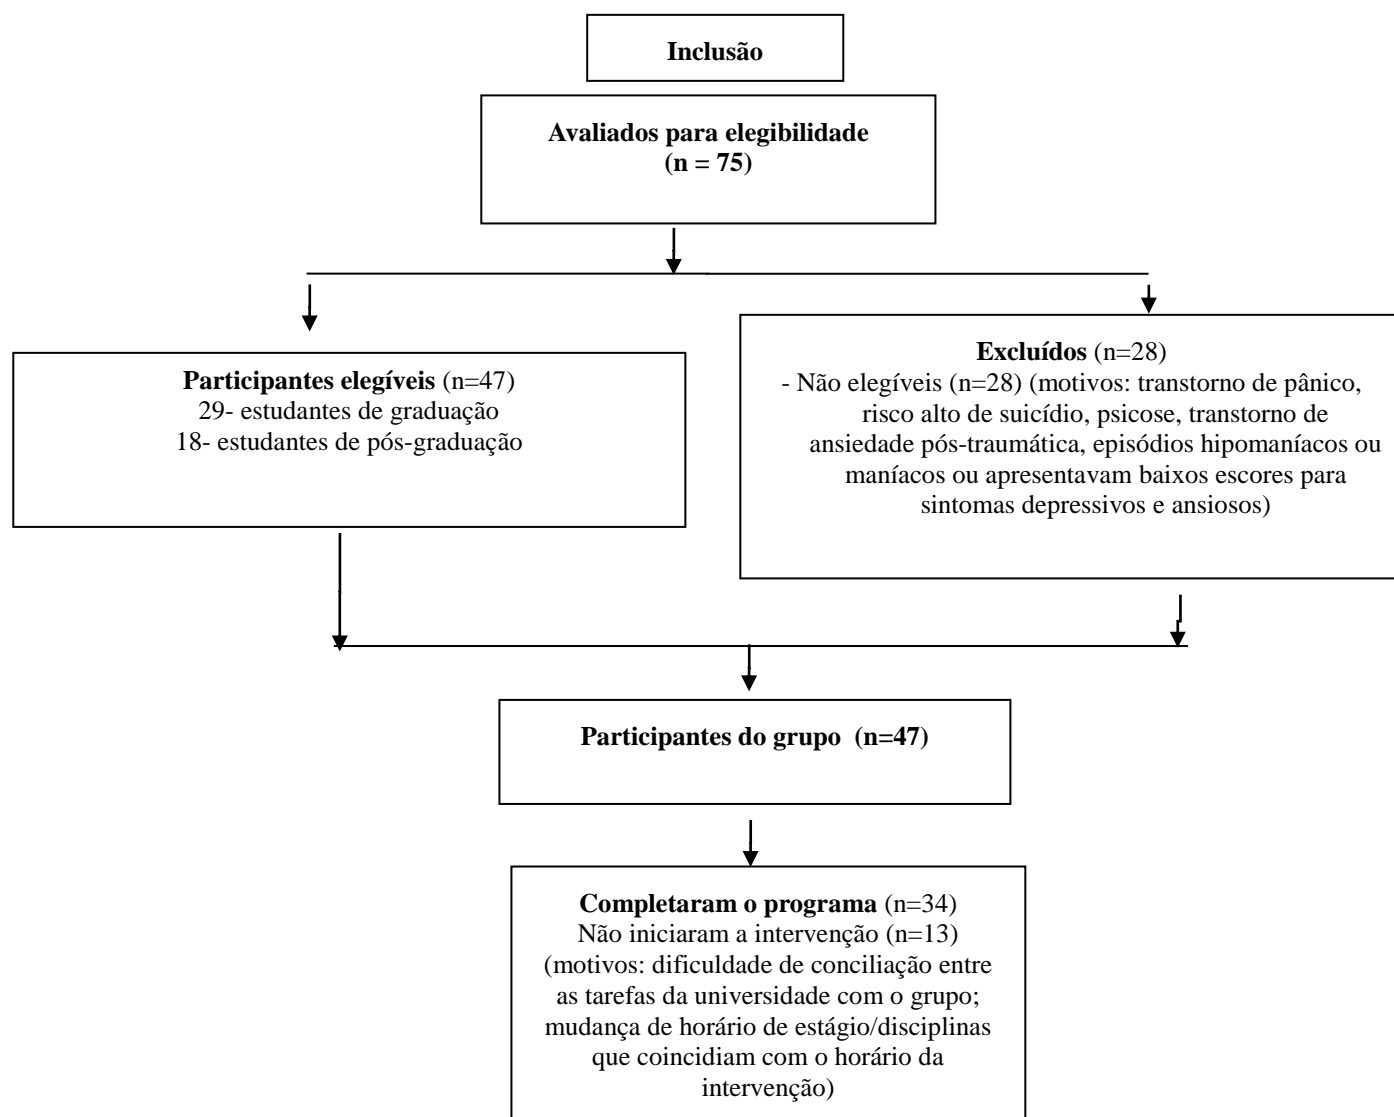 Inclusão
Avaliados para elegibilidade
(n = 75)
Participantes elegíveis (n=47)
29- estudantes de graduação
18- estudantes de pós-graduação
Excluídos (n=28)
- Não elegíveis (n=28) (motivos: transtorno de pânico,
risco alto de suicídio, psicose, transtorno de
ansiedade pós-traumática, episódios hipomaníacos ou
maníacos ou apresentavam baixos escores para
sintomas depressivos e ansiosos)
Participantes do grupo (n=47)
Completaram o programa (n=34)
Não iniciaram a intervenção (n=13)
(motivos: dificuldade de conciliação entre
as tarefas da universidade com o grupo;
mudança de horário de estágio/disciplinas
que coincidiam com o horário da
intervenção)